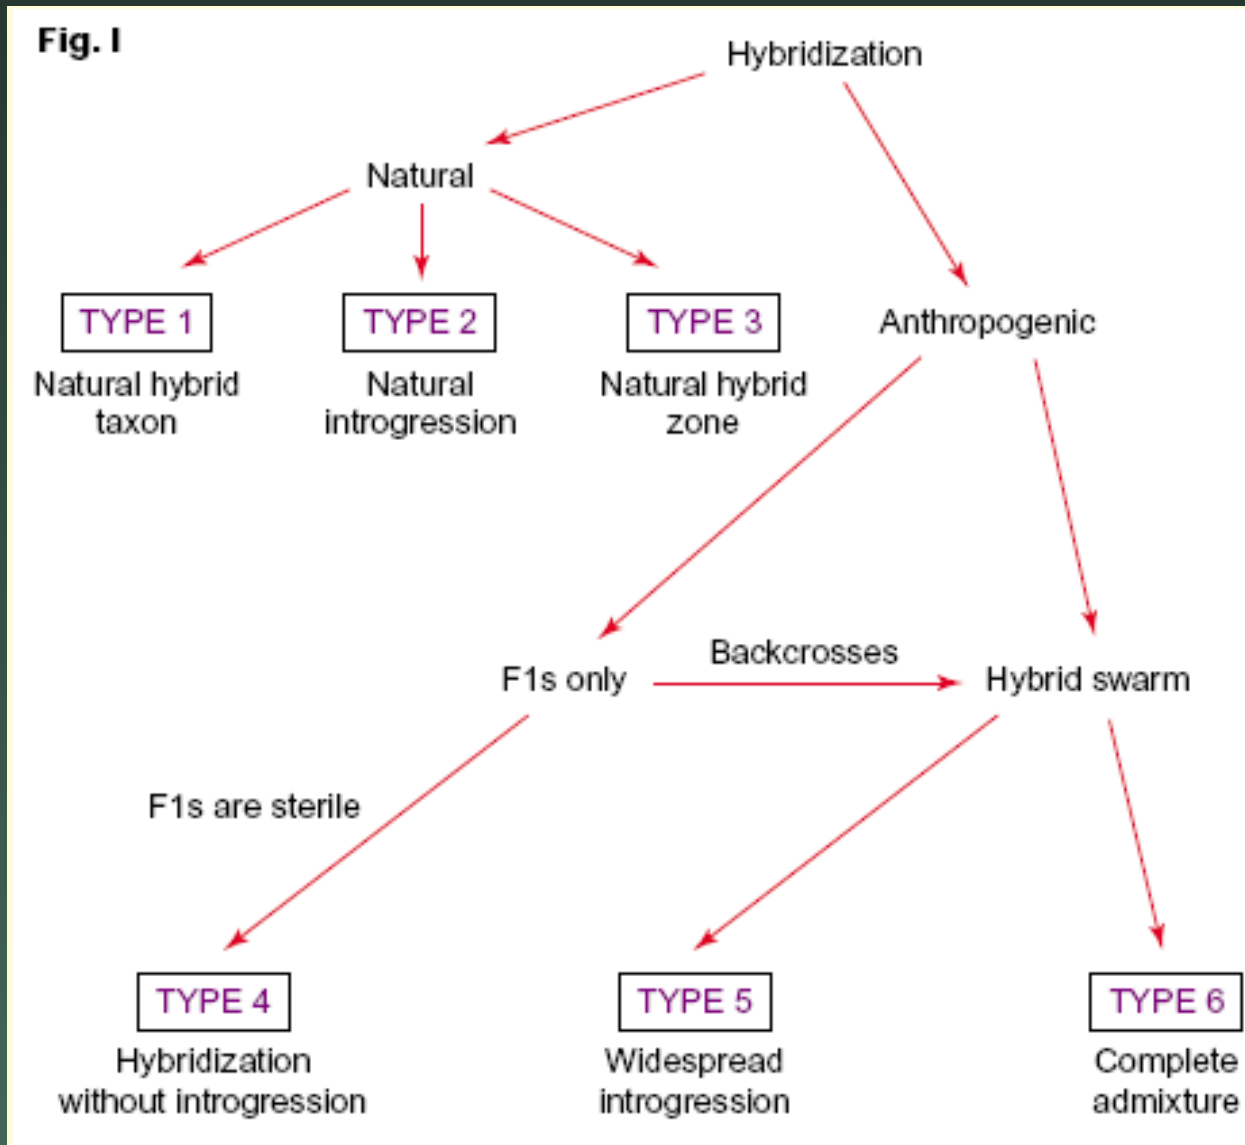 Fig. I
Hybridization
Natural
TYPE 1
Natural hybrid
taxon
TYPE 2
Natural
introgression
TYPE 3
Natural hybrid
zone
Anthropogenic
F1s only
Backcrosses
Hybrid swarm
F1s are sterile
TYPE 4
Hybridization
without introgression
TYPE 5
Widespread
introgression
TYPE 6
Complete
admixture